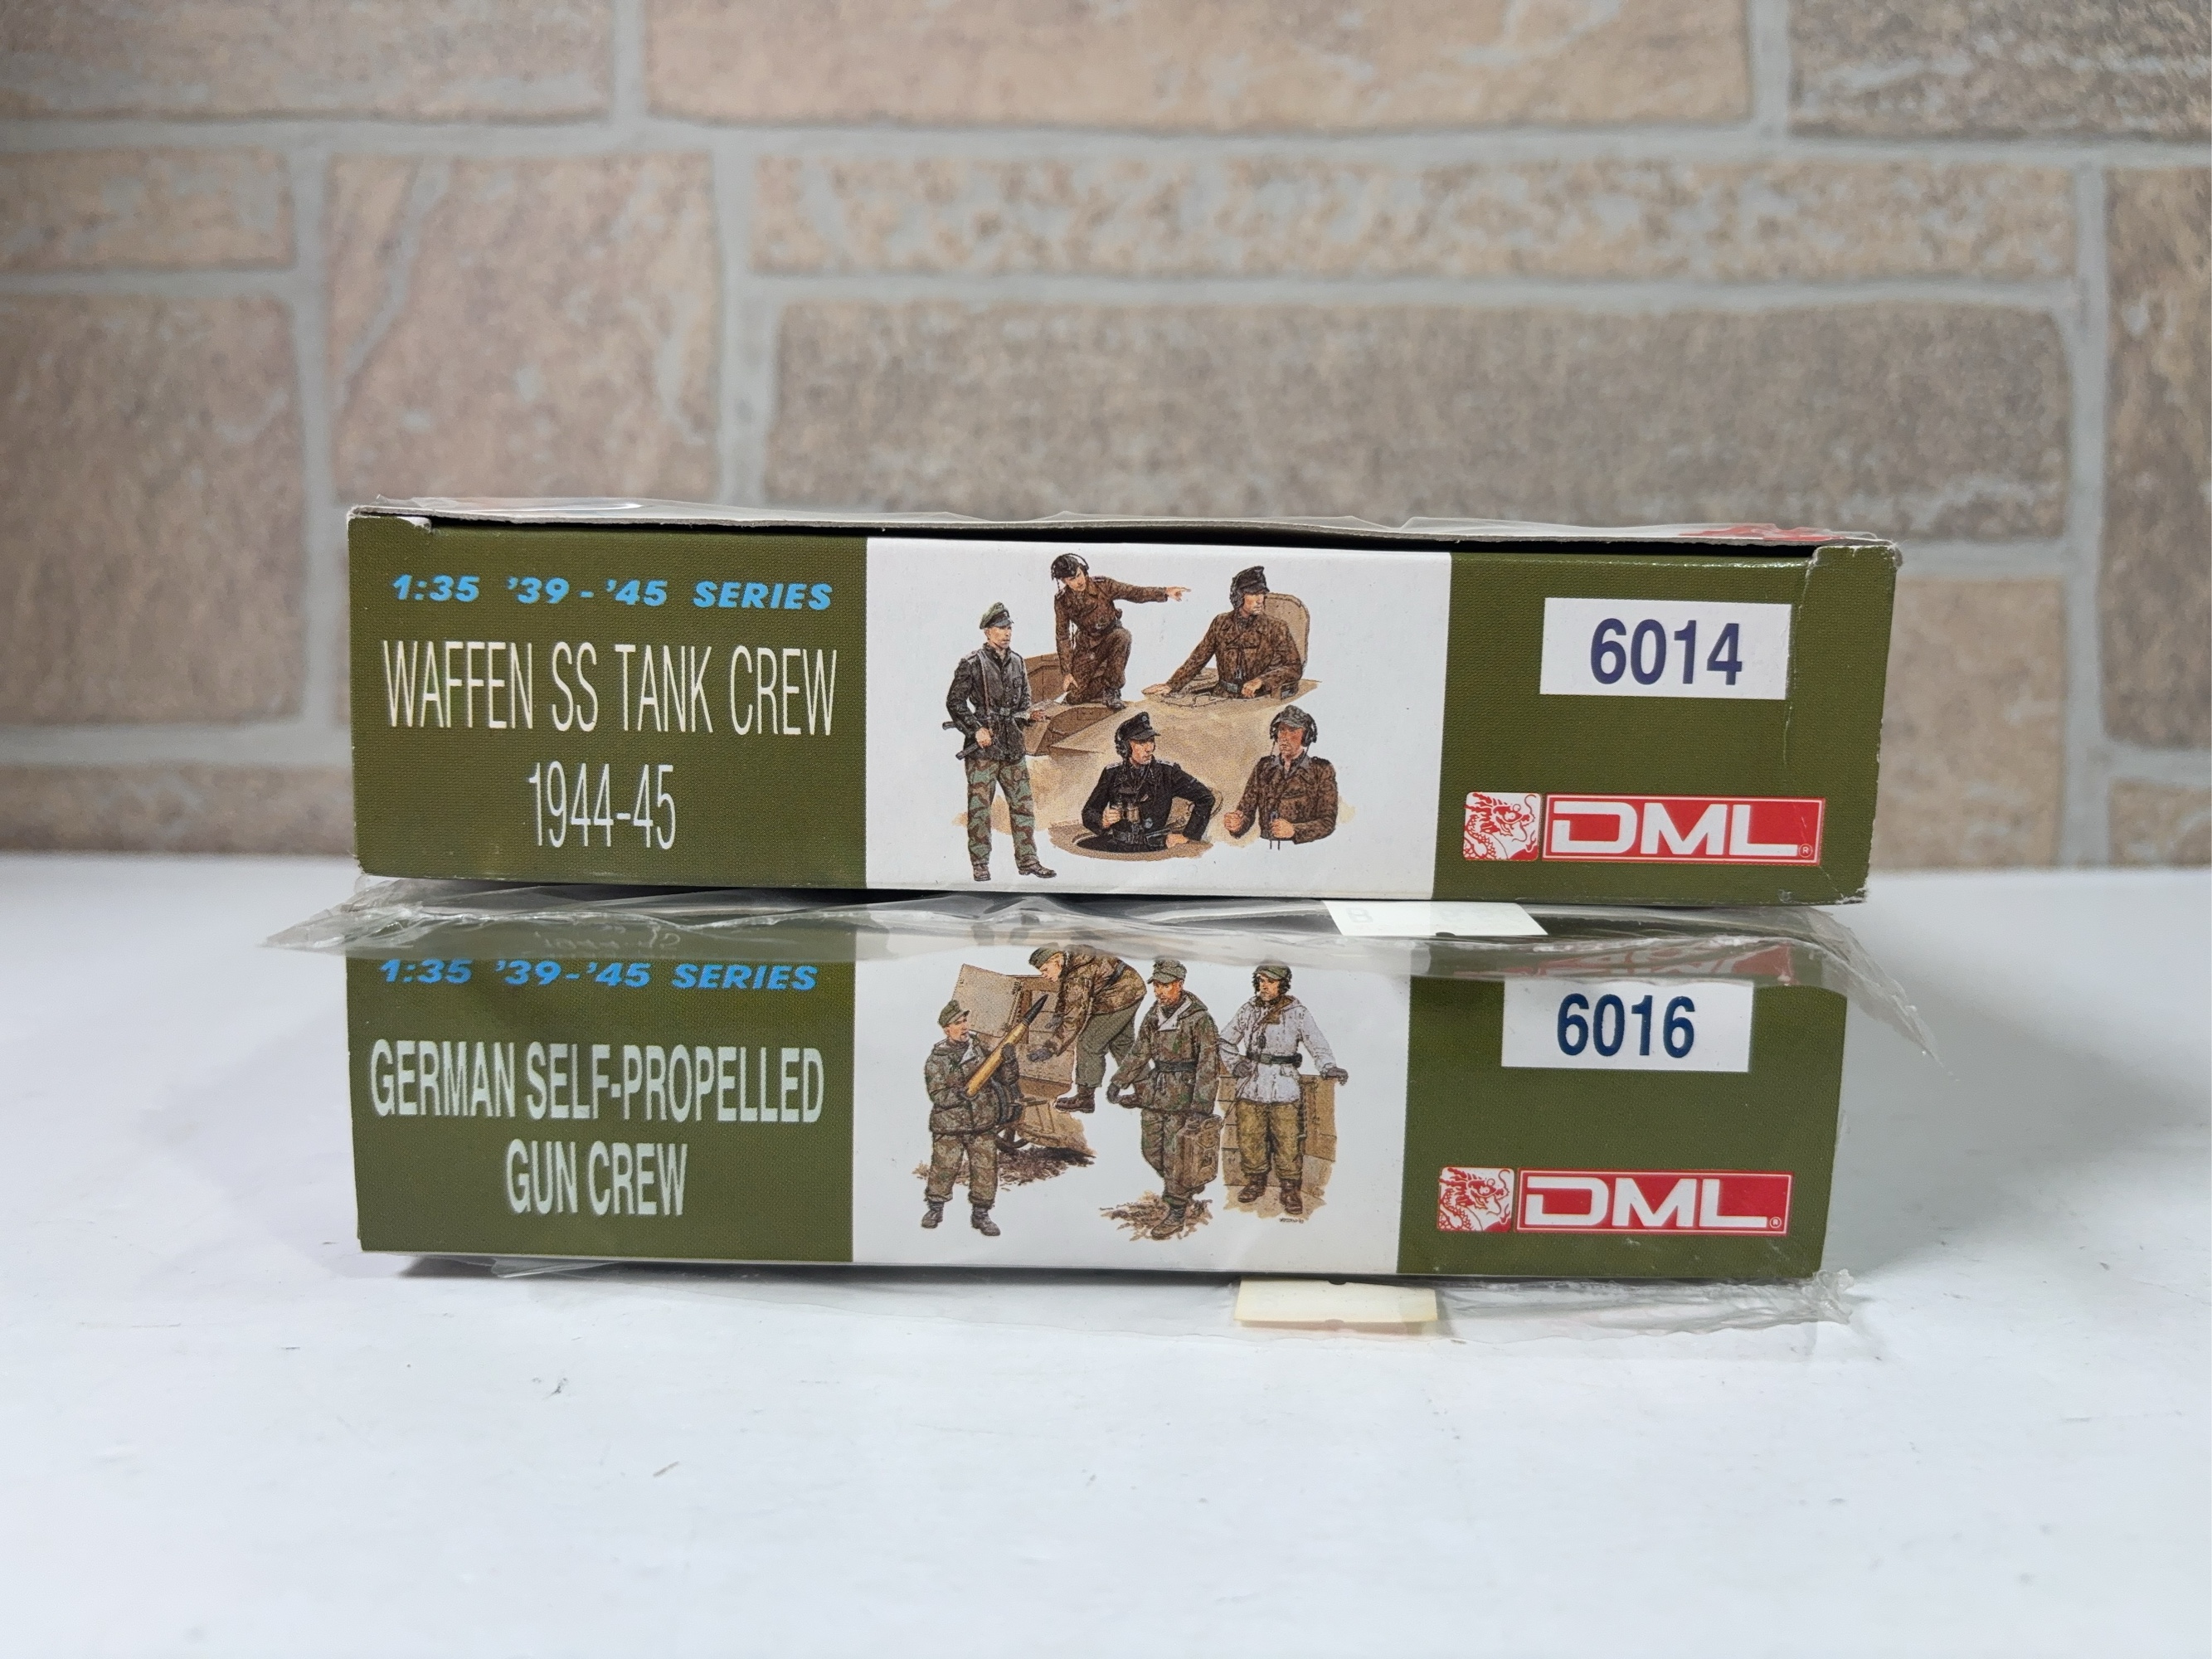 1:35 '39-'45 SERIES
WAFFEN SS TANK CREW
1944-45
6014
DML®
1:35 '39-'45 SERIES
GERMAN SELF-PROPELLED
GUN CREW
6016
DML®